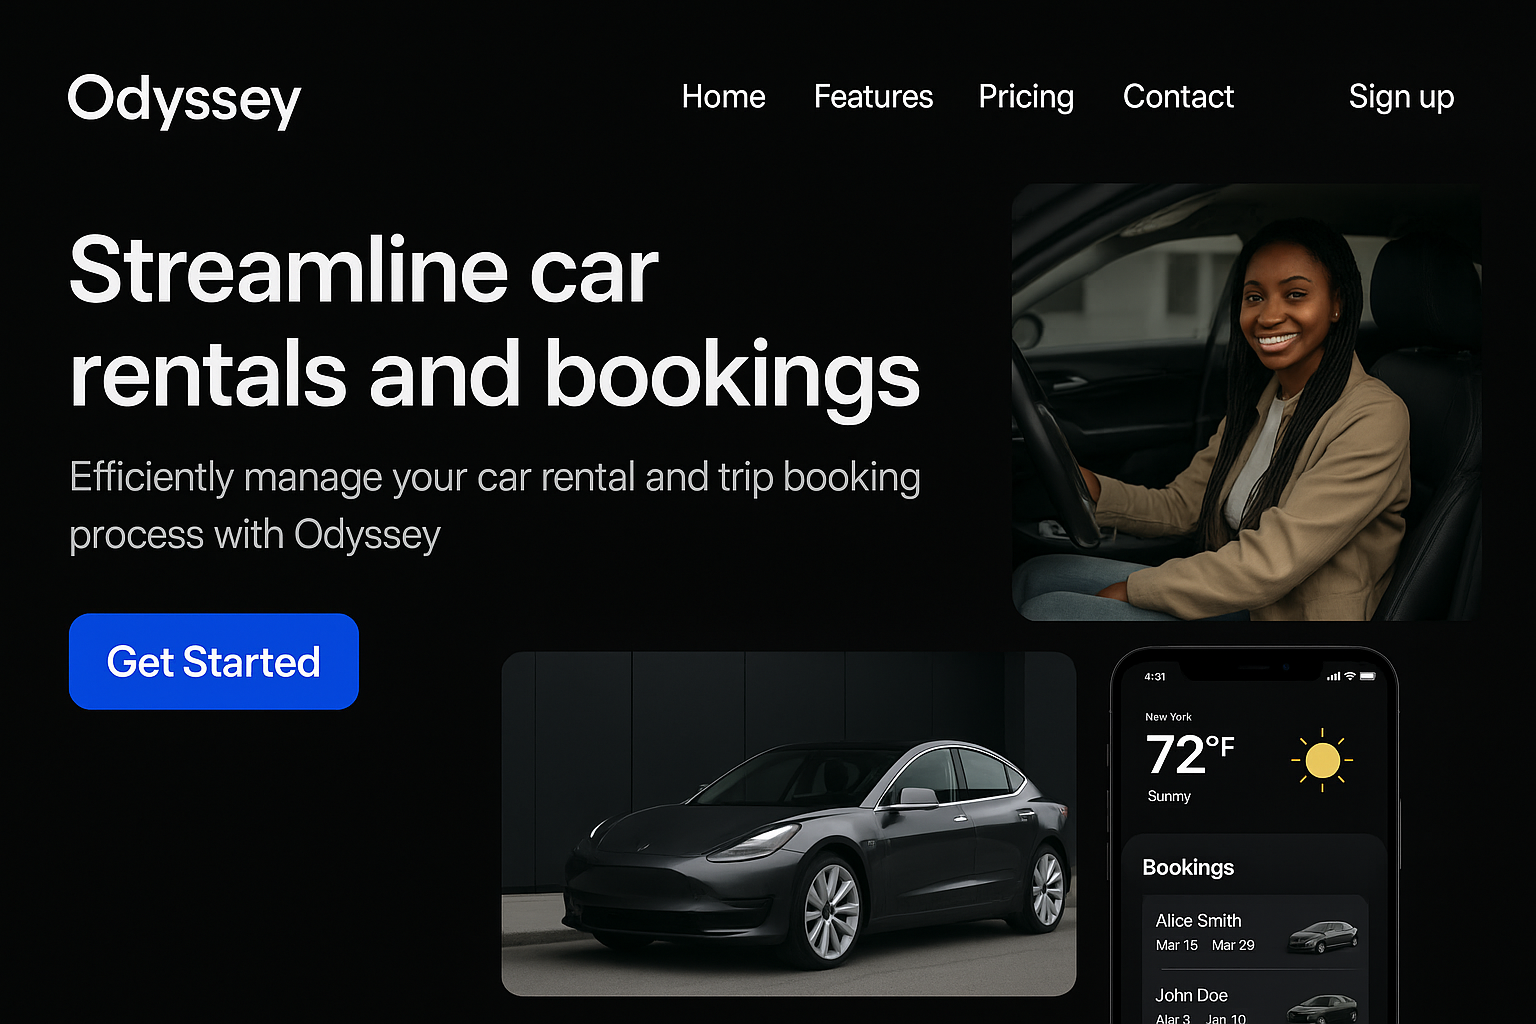 Odyssey
Home Features Pricing Contact Sign up
Streamline car
rentals and bookings
Efficiently manage your car rental and trip booking
process with Odyssey
Get Started
4:31
New York
72°F
Sunmy
Bookings
Alice Smith
Mar 15 Mar 29
John Doe
Alar 3 Jan 10